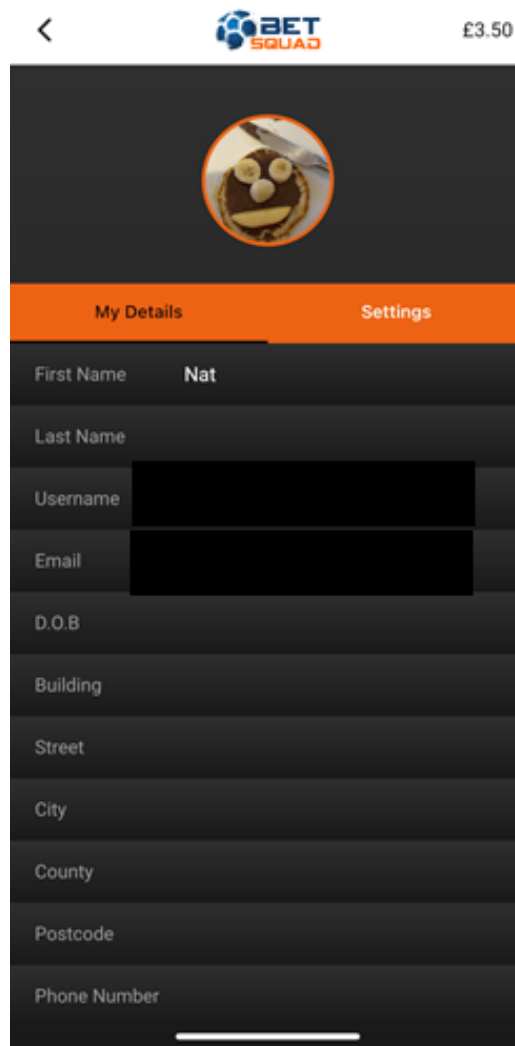 BET
SQUAD
£3.50
My Details
Settings
First Name Nat
Last Name
Username
Email
D.O.B
Building
Street
City
County
Postcode
Phone Number